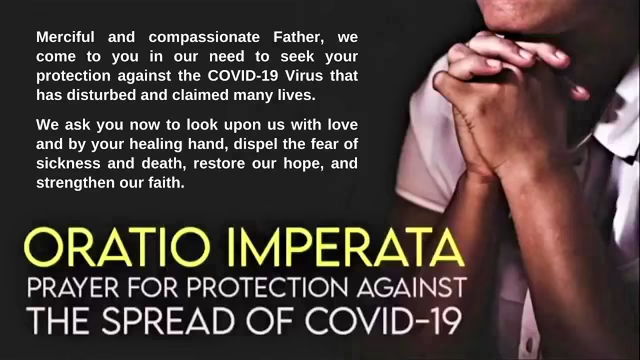 Merciful and compassionate Father, we
come to you in our need to seek your
protection against the COVID-19 Virus that
has disturbed and claimed many lives.
We ask you now to look upon us with love
and by your healing hand, dispel the fear of
sickness and death, restore our hope, and
strengthen our faith.
ORATIO IMPERATA
PRAYER FOR PROTECTION AGAINST
THE SPREAD OF COVID-19